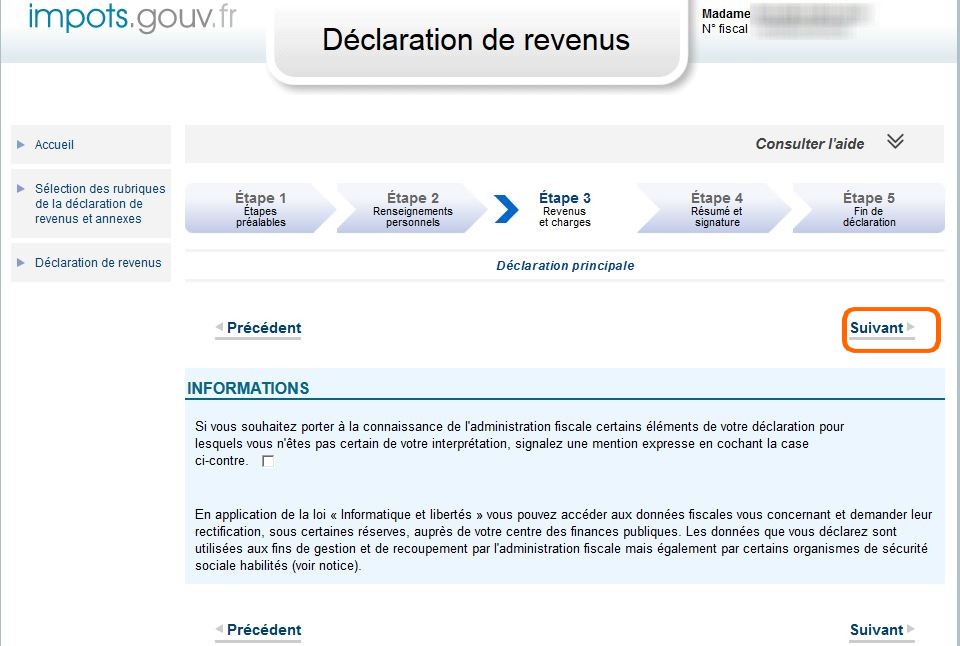 impots.gouv.fr
Déclaration de revenus
Madame
N° fiscal
Accueil
Sélection des rubriques
de la déclaration de
revenus et annexes
Déclaration de revenus
Consulter l'aide
Étape 1
Étapes
préalables
Étape 2
Renseignements
personnels
Étape 3
Revenus
et charges
Étape 4
Résumé et
signature
Étape 5
Fin de
déclaration
Déclaration principale
Précédent
Suivant
INFORMATIONS
Si vous souhaitez porter à la connaissance de l'administration fiscale certains éléments de votre déclaration pour
lesquels vous n'êtes pas certain de votre interprétation, signalez une mention expresse en cochant la case
ci-contre.
En application de la loi « Informatique et libertés » vous pouvez accéder aux données fiscales vous concernant et demander leur
rectification, sous certaines réserves, auprès de votre centre des finances publiques. Les données que vous déclarez sont
utilisées aux fins de gestion et de recoupement par l'administration fiscale mais également par certains organismes de sécurité
sociale habilités (voir notice).
Précédent
Suivant